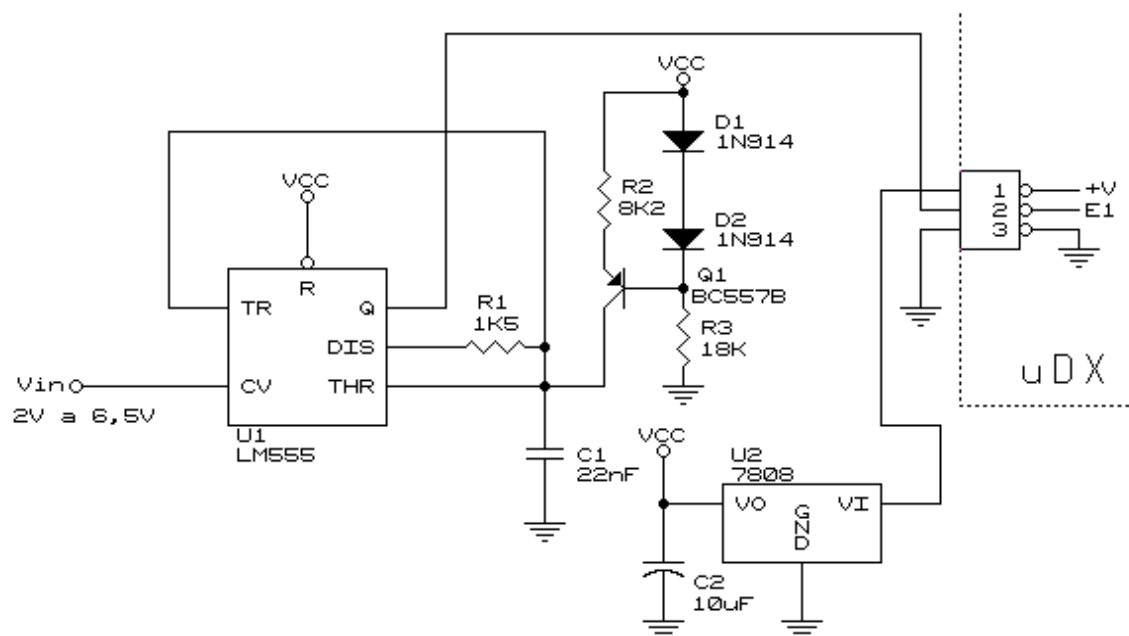 VCC
D1
1N914
R2
8K2
D2
1N914
Q1
BC557B
R3
18K
VCC
R
TR
Q
DIS
CV
THR
R1
1K5
Vin
2V a 6,5V
U1
LM555
C1
22nF
1
2
3
+V
E1
uDX
VCC
U2
7808
VO
GND
VI
C2
10uF